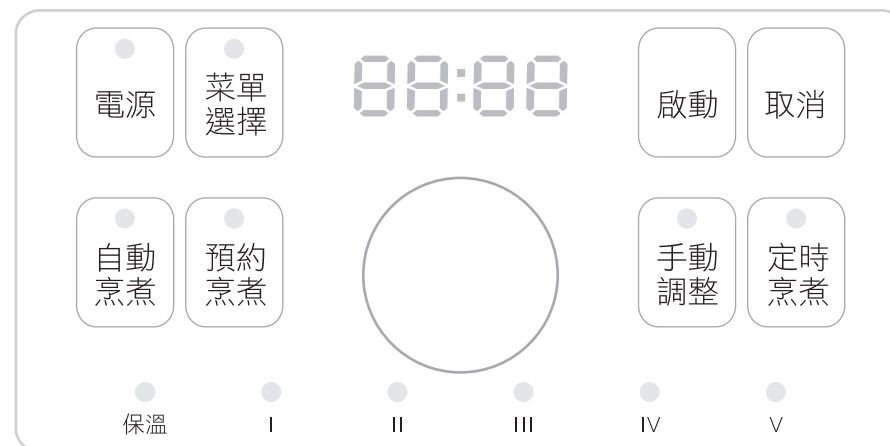 電源
菜單
選擇
88:88
啟動
取消
自動
烹煮
預約
烹煮
手動
調整
定時
烹煮
保溫
I
II
III
IV
V